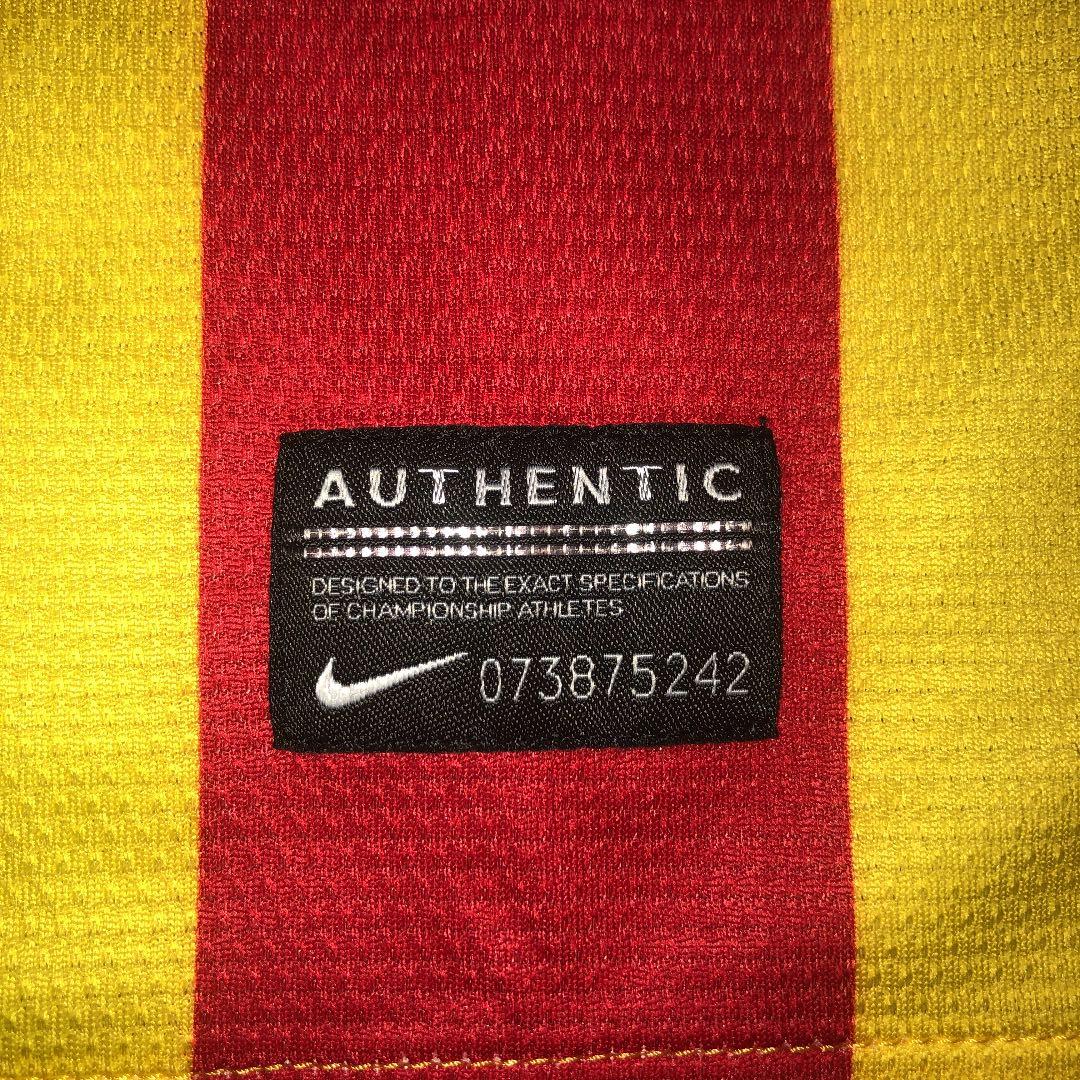 AUTHENTIC
DESIGNED TO THE EXACT SPECIFICATIONS
OF CHAMPIONSHIP ATHLETES
073875242